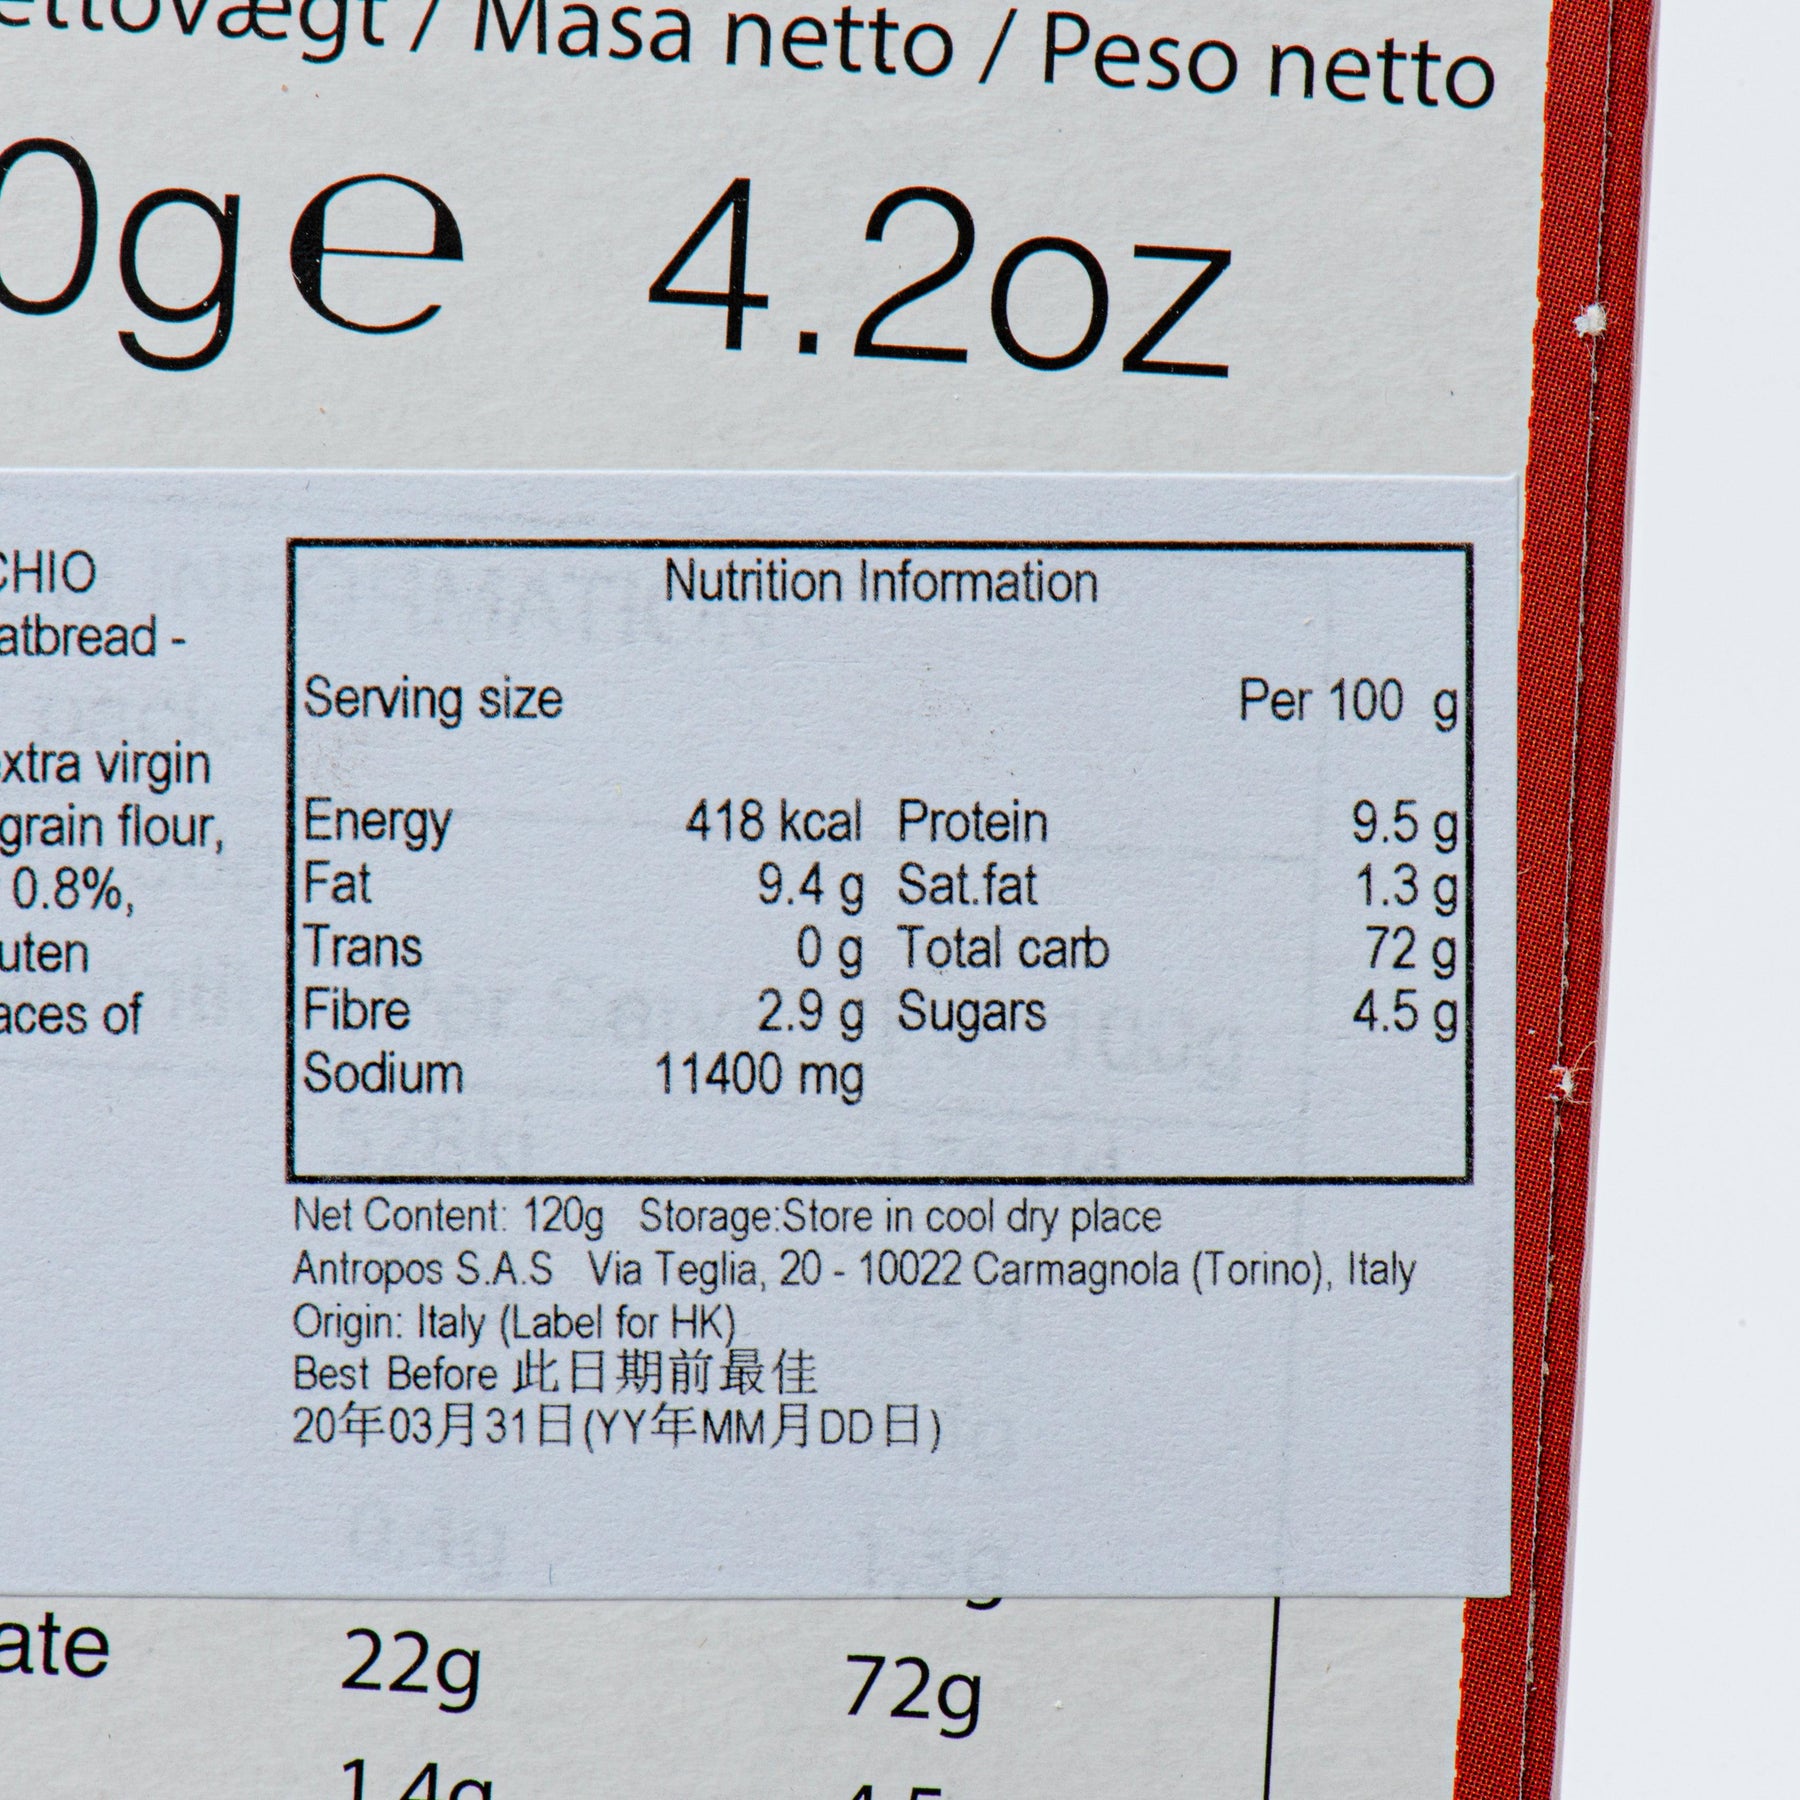 Masa netto / Peso netto
0g e 4.2oz
CHIO
atbread -
xtra virgin
grain flour,
0.8%,
uten
aces of
Nutrition Information
Serving size Per 100 g
Energy 418 kcal Protein 9.5 g
Fat 9.4 g Sat.fat 1.3 g
Trans 0 g Total carb 72 g
Fibre 2.9 g Sugars 4.5 g
Sodium 11400 mg
Net Content: 120g Storage:Store in cool dry place
Antropos S.A.S Via Teglia, 20 - 10022 Carmagnola (Torino), Italy
Origin: Italy (Label for HK)
Best Before 此日期前最佳
20年03月31日(YY年MM月DD日)
ate 22g 72g
1.4g 4.5